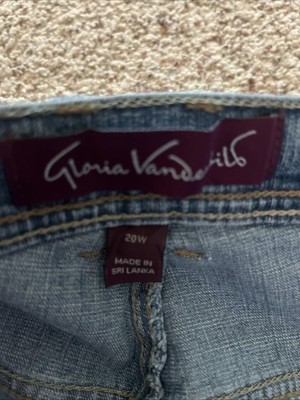 Gloria Vanderbilt
20W
MADE IN
SRI LANKA